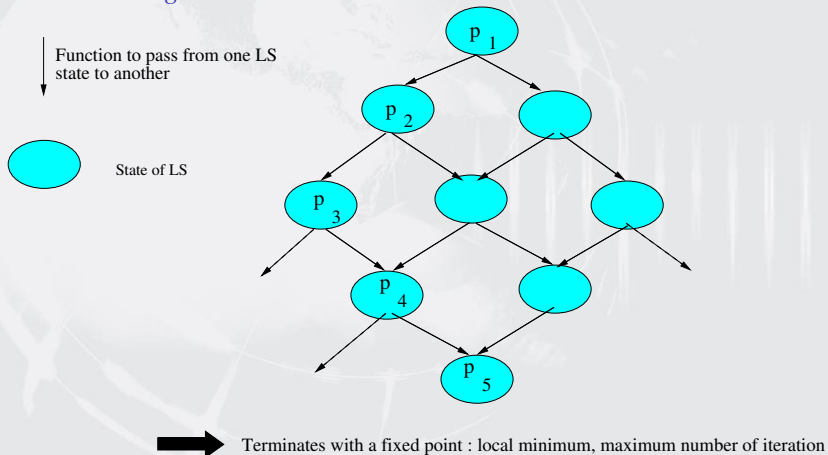 p 1
Function to pass from one LS
state to another
p 2
State of LS
p 3
p 4
p 5
Terminates with a fixed point : local minimum, maximum number of iteration